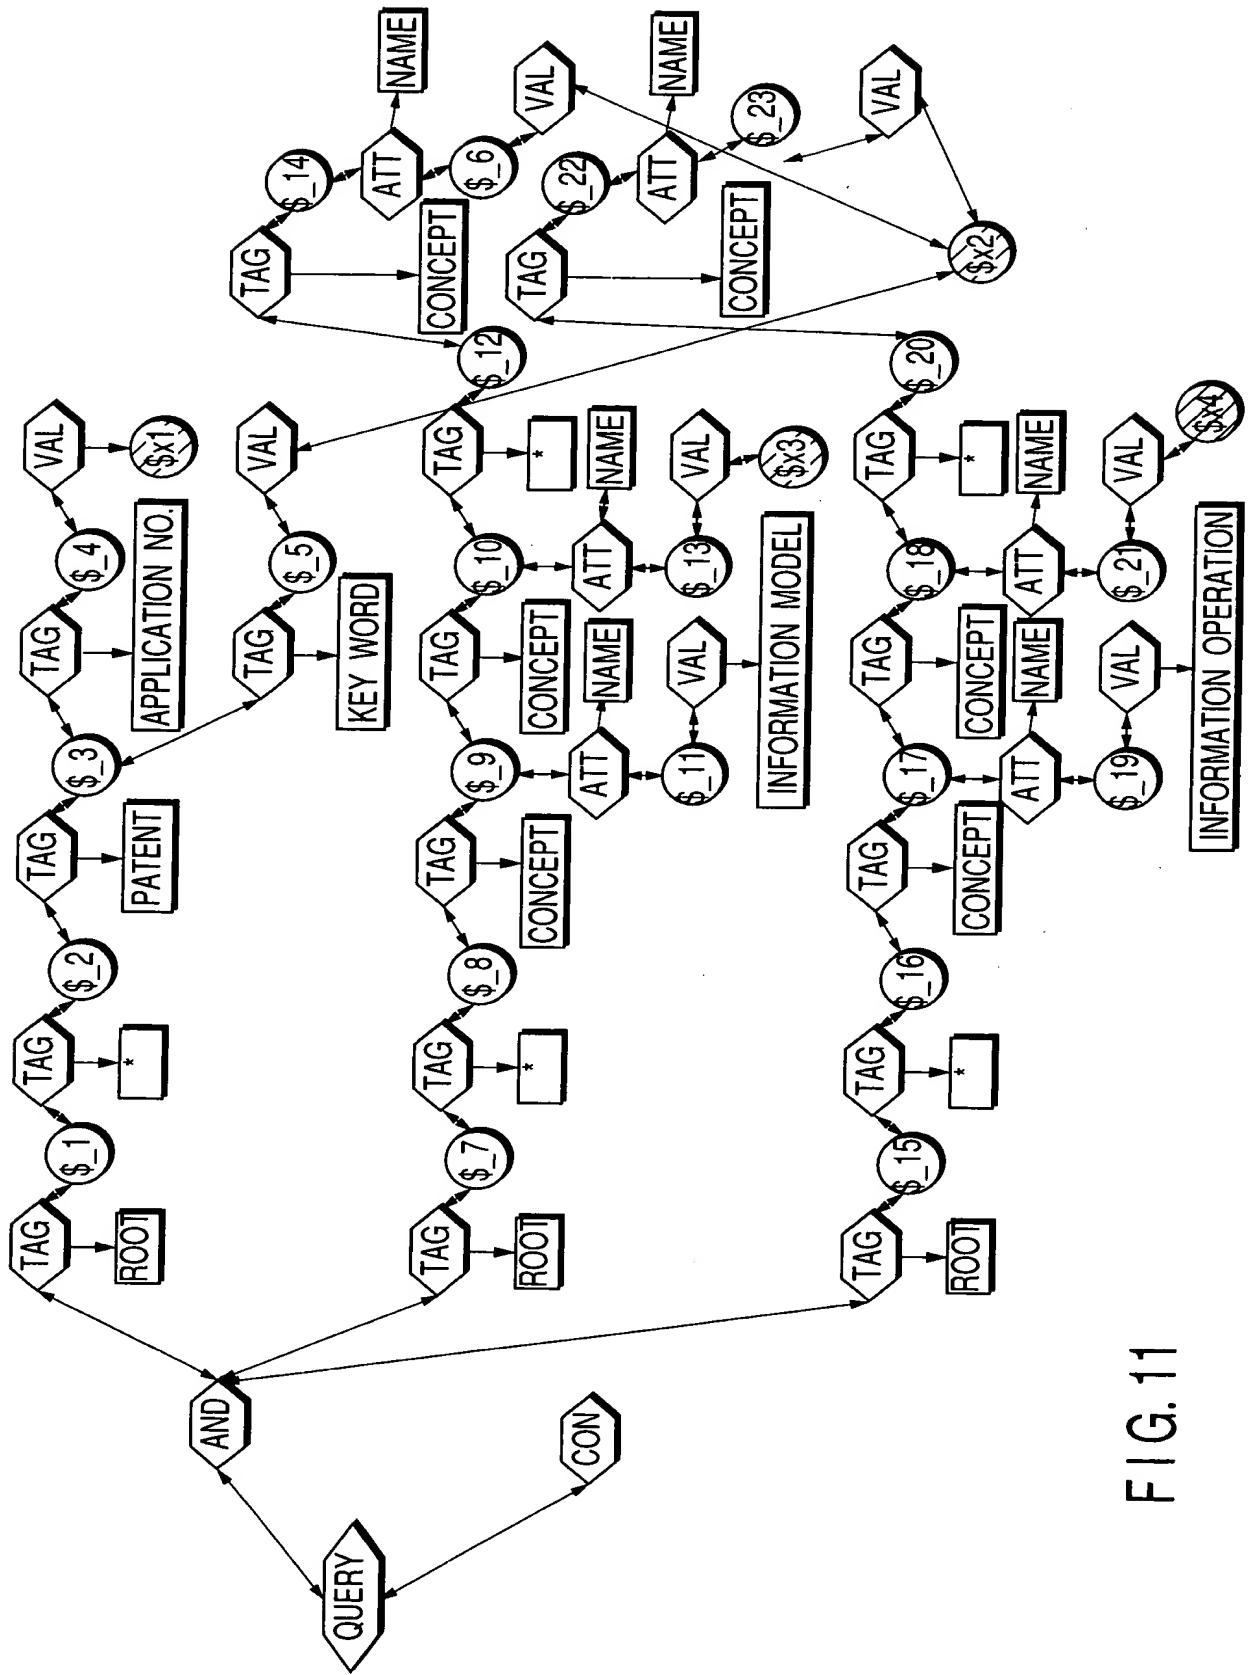 QUERY
AND
CON
TAG
ROOT
$_1
TAG
*
$_2
TAG
PATENT
$_3
TAG
APPLICATION NO.
$_4
VAL
$x1
TAG
KEY WORD
$_5
VAL
TAG
ROOT
$_7
TAG
*
$_8
TAG
CONCEPT
$_9
ATT
NAME
$_11
VAL
INFORMATION MODEL
TAG
CONCEPT
$_10
ATT
NAME
$_13
VAL
$x3
TAG
*
$_12
TAG
CONCEPT
$_14
ATT
NAME
$_6
VAL
TAG
ROOT
$_15
TAG
*
$_16
TAG
CONCEPT
$_17
ATT
NAME
$_19
VAL
INFORMATION OPERATION
TAG
CONCEPT
$_18
ATT
NAME
$_21
VAL
$x4
TAG
*
$_20
TAG
CONCEPT
$_22
ATT
NAME
$_23
VAL
$x2
FIG. 11